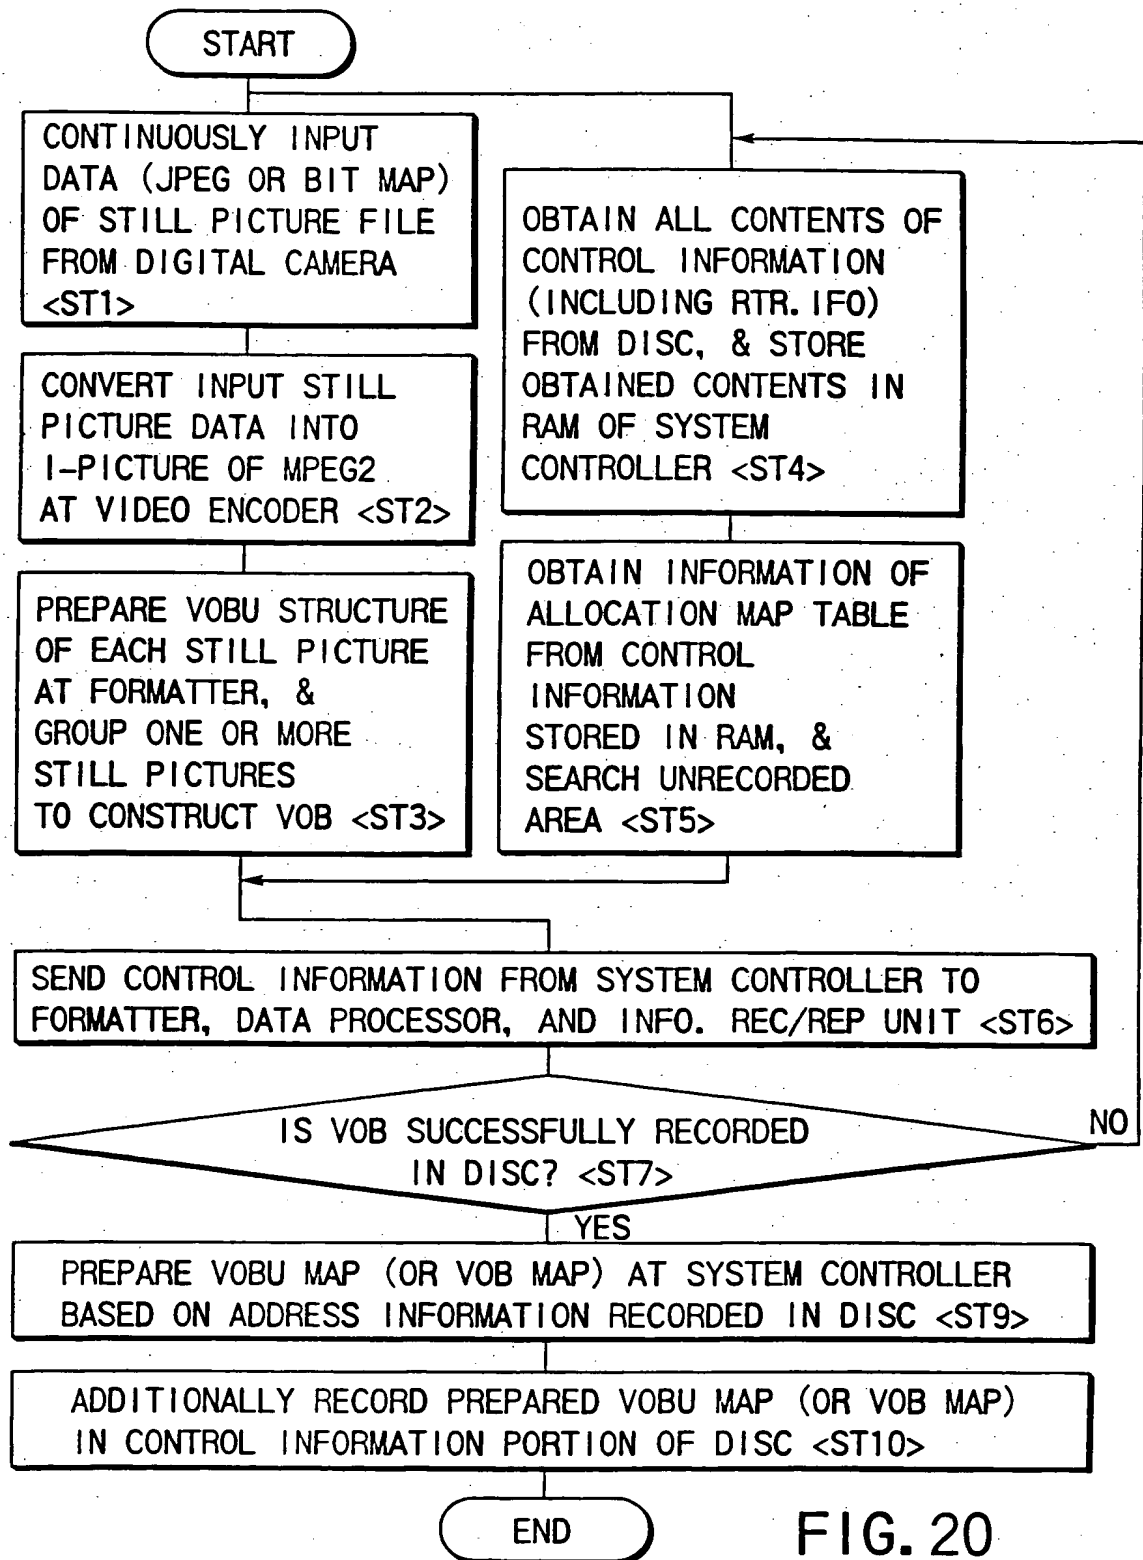 START
CONTINUOUSLY INPUT
DATA (JPEG OR BIT MAP)
OF STILL PICTURE FILE
FROM DIGITAL CAMERA
<ST1>
CONVERT INPUT STILL
PICTURE DATA INTO
I-PICTURE OF MPEG2
AT VIDEO ENCODER <ST2>
PREPARE VOBU STRUCTURE
OF EACH STILL PICTURE
AT FORMATTER, &
GROUP ONE OR MORE
STILL PICTURES
TO CONSTRUCT VOB <ST3>
OBTAIN ALL CONTENTS OF
CONTROL INFORMATION
(INCLUDING RTR. IFO)
FROM DISC, & STORE
OBTAINED CONTENTS IN
RAM OF SYSTEM
CONTROLLER <ST4>
OBTAIN INFORMATION OF
ALLOCATION MAP TABLE
FROM CONTROL
INFORMATION
STORED IN RAM, &
SEARCH UNRECORDED
AREA <ST5>
SEND CONTROL INFORMATION FROM SYSTEM CONTROLLER TO
FORMATTER, DATA PROCESSOR, AND INFO. REC/REP UNIT <ST6>
IS VOB SUCCESSFULLY RECORDED
IN DISC? <ST7>
NO
YES
PREPARE VOBU MAP (OR VOB MAP) AT SYSTEM CONTROLLER
BASED ON ADDRESS INFORMATION RECORDED IN DISC <ST9>
ADDITIONALLY RECORD PREPARED VOBU MAP (OR VOB MAP)
IN CONTROL INFORMATION PORTION OF DISC <ST10>
END
FIG. 20